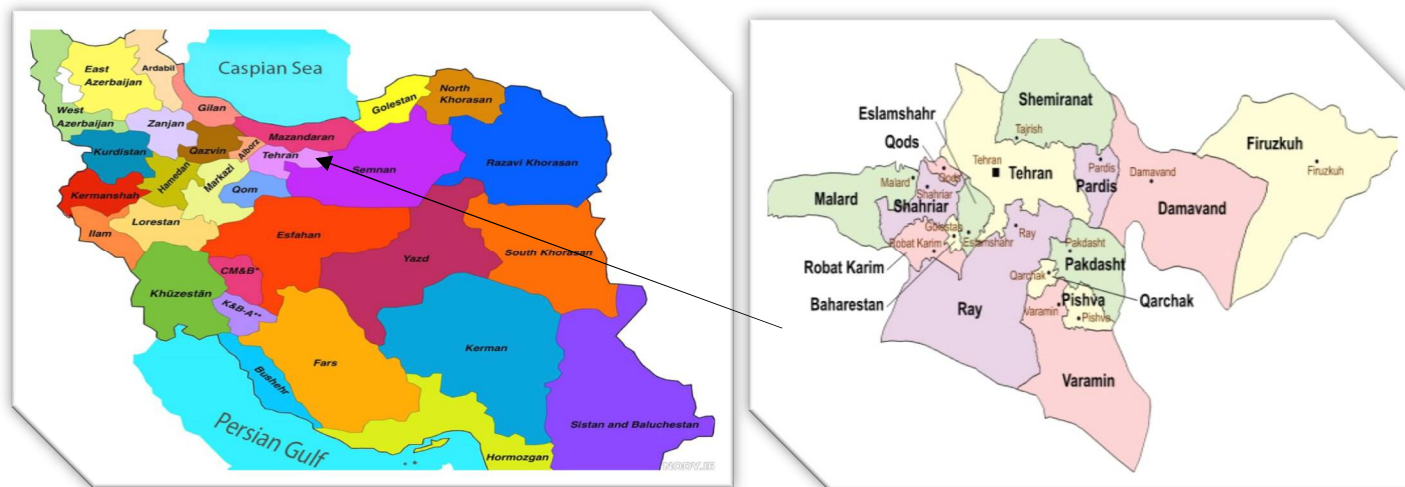 Caspian Sea
East
Azerbaijan
Ardabil
West
Azerbaijan
Gilan
Zanjan
Golestan
North
Khorasan
Mazandaran
Qazvin
Alborz
Tehran
Kurdistan
Hamedan
Markazi
Semnan
Razavi Khorasan
Qom
Kermanshah
Lorestan
Ilam
Esfahan
Yazd
South Khorasan
CM&B*
Khūzestān
K&B-A**
Fars
Kerman
Bushehr
Persian Gulf
Hormozgan
Sistan and Baluchestan
Shemiranat
Tajrish
Eslamshahr
Qods
Tehran
Tehran
Pardis
Pardis
Damavand
Damavand
Firuzkuh
Firuzkuh
Malard
Malard
Qods
Shahriar
Shahriar
Golestan
Eslamshahr
Robat Karim
Robat Karim
Ray
Ray
Baharestan
Pakdasht
Pakdasht
Qarchak
Qarchak
Pishva
Pishva
Varamin
Varamin